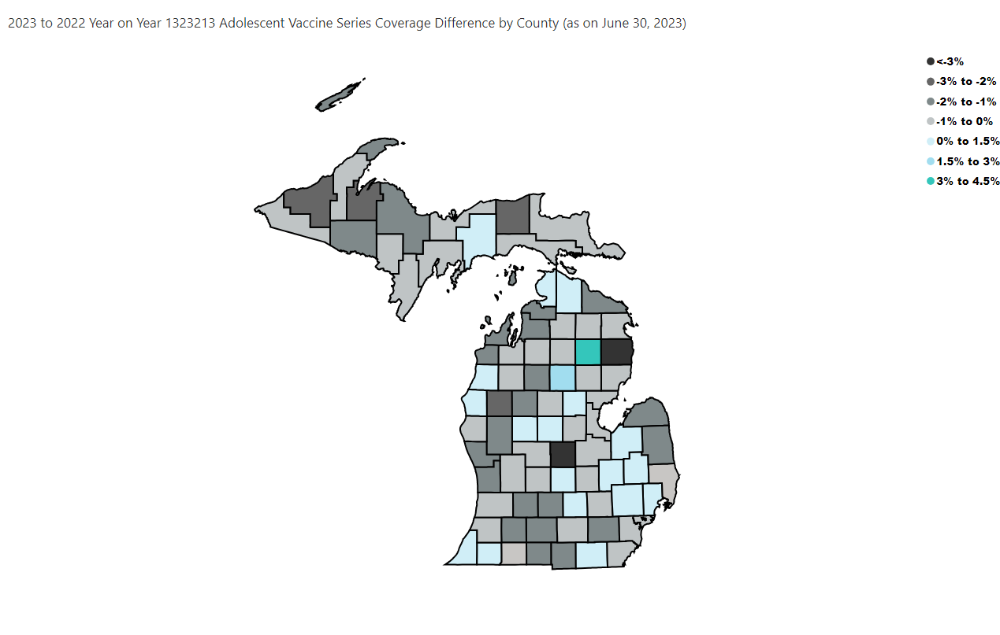 2023 to 2022 Year on Year 1323213 Adolescent Vaccine Series Coverage Difference by County (as on June 30, 2023)
<-3%
-3% to -2%
-2% to -1%
-1% to 0%
0% to 1.5%
1.5% to 3%
3% to 4.5%